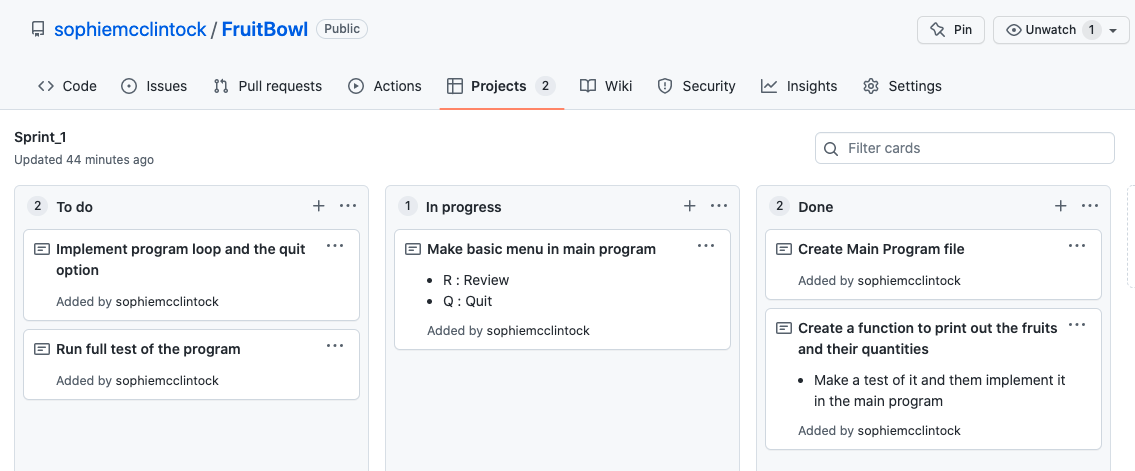 sophiemcclintock / FruitBowl Public
Pin
Unwatch 1
Code
Issues
Pull requests
Actions
Projects 2
Wiki
Security
Insights
Settings
Sprint_1
Updated 44 minutes ago
Filter cards
2 To do
Implement program loop and the quit
option
Added by sophiemcclintock
Run full test of the program
Added by sophiemcclintock
1 In progress
Make basic menu in main program
• R : Review
• Q : Quit
Added by sophiemcclintock
2 Done
Create Main Program file
Added by sophiemcclintock
Create a function to print out the fruits
and their quantities
• Make a test of it and them implement it
in the main program
Added by sophiemcclintock